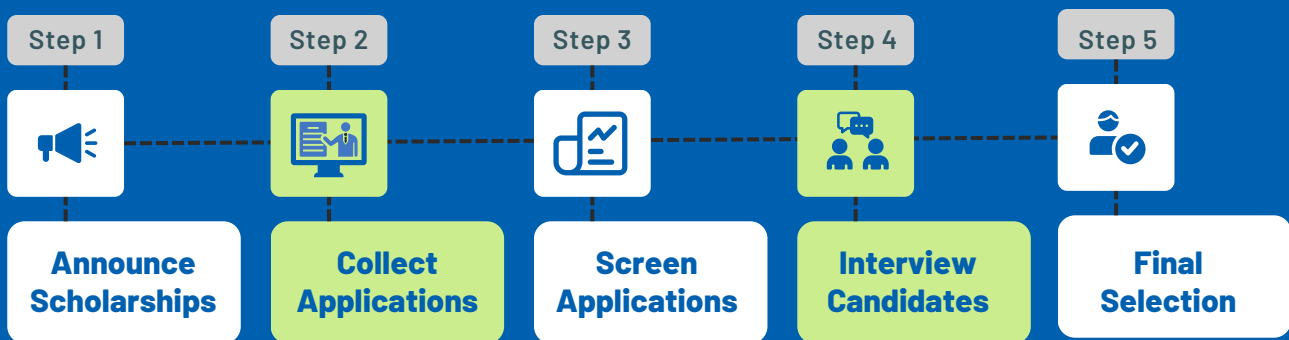 Step 1
Step 2
Step 3
Step 4
Step 5
Announce
Scholarships
Collect
Applications
Screen
Applications
Interview
Candidates
Final
Selection